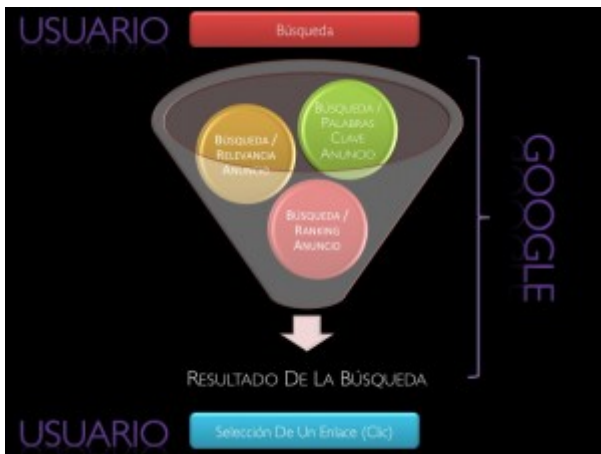 USUARIO
Búsqueda
BÚSQUEDA /
PALABRAS
CLAVE
ANUNCIO
BÚSQUEDA /
RELEVANCIA
ANUNCIO
BÚSQUEDA /
RANKING
ANUNCIO
GOOGLE
RESULTADO DE LA BÚSQUEDA
USUARIO
Selección De Un Enlace (Clic)